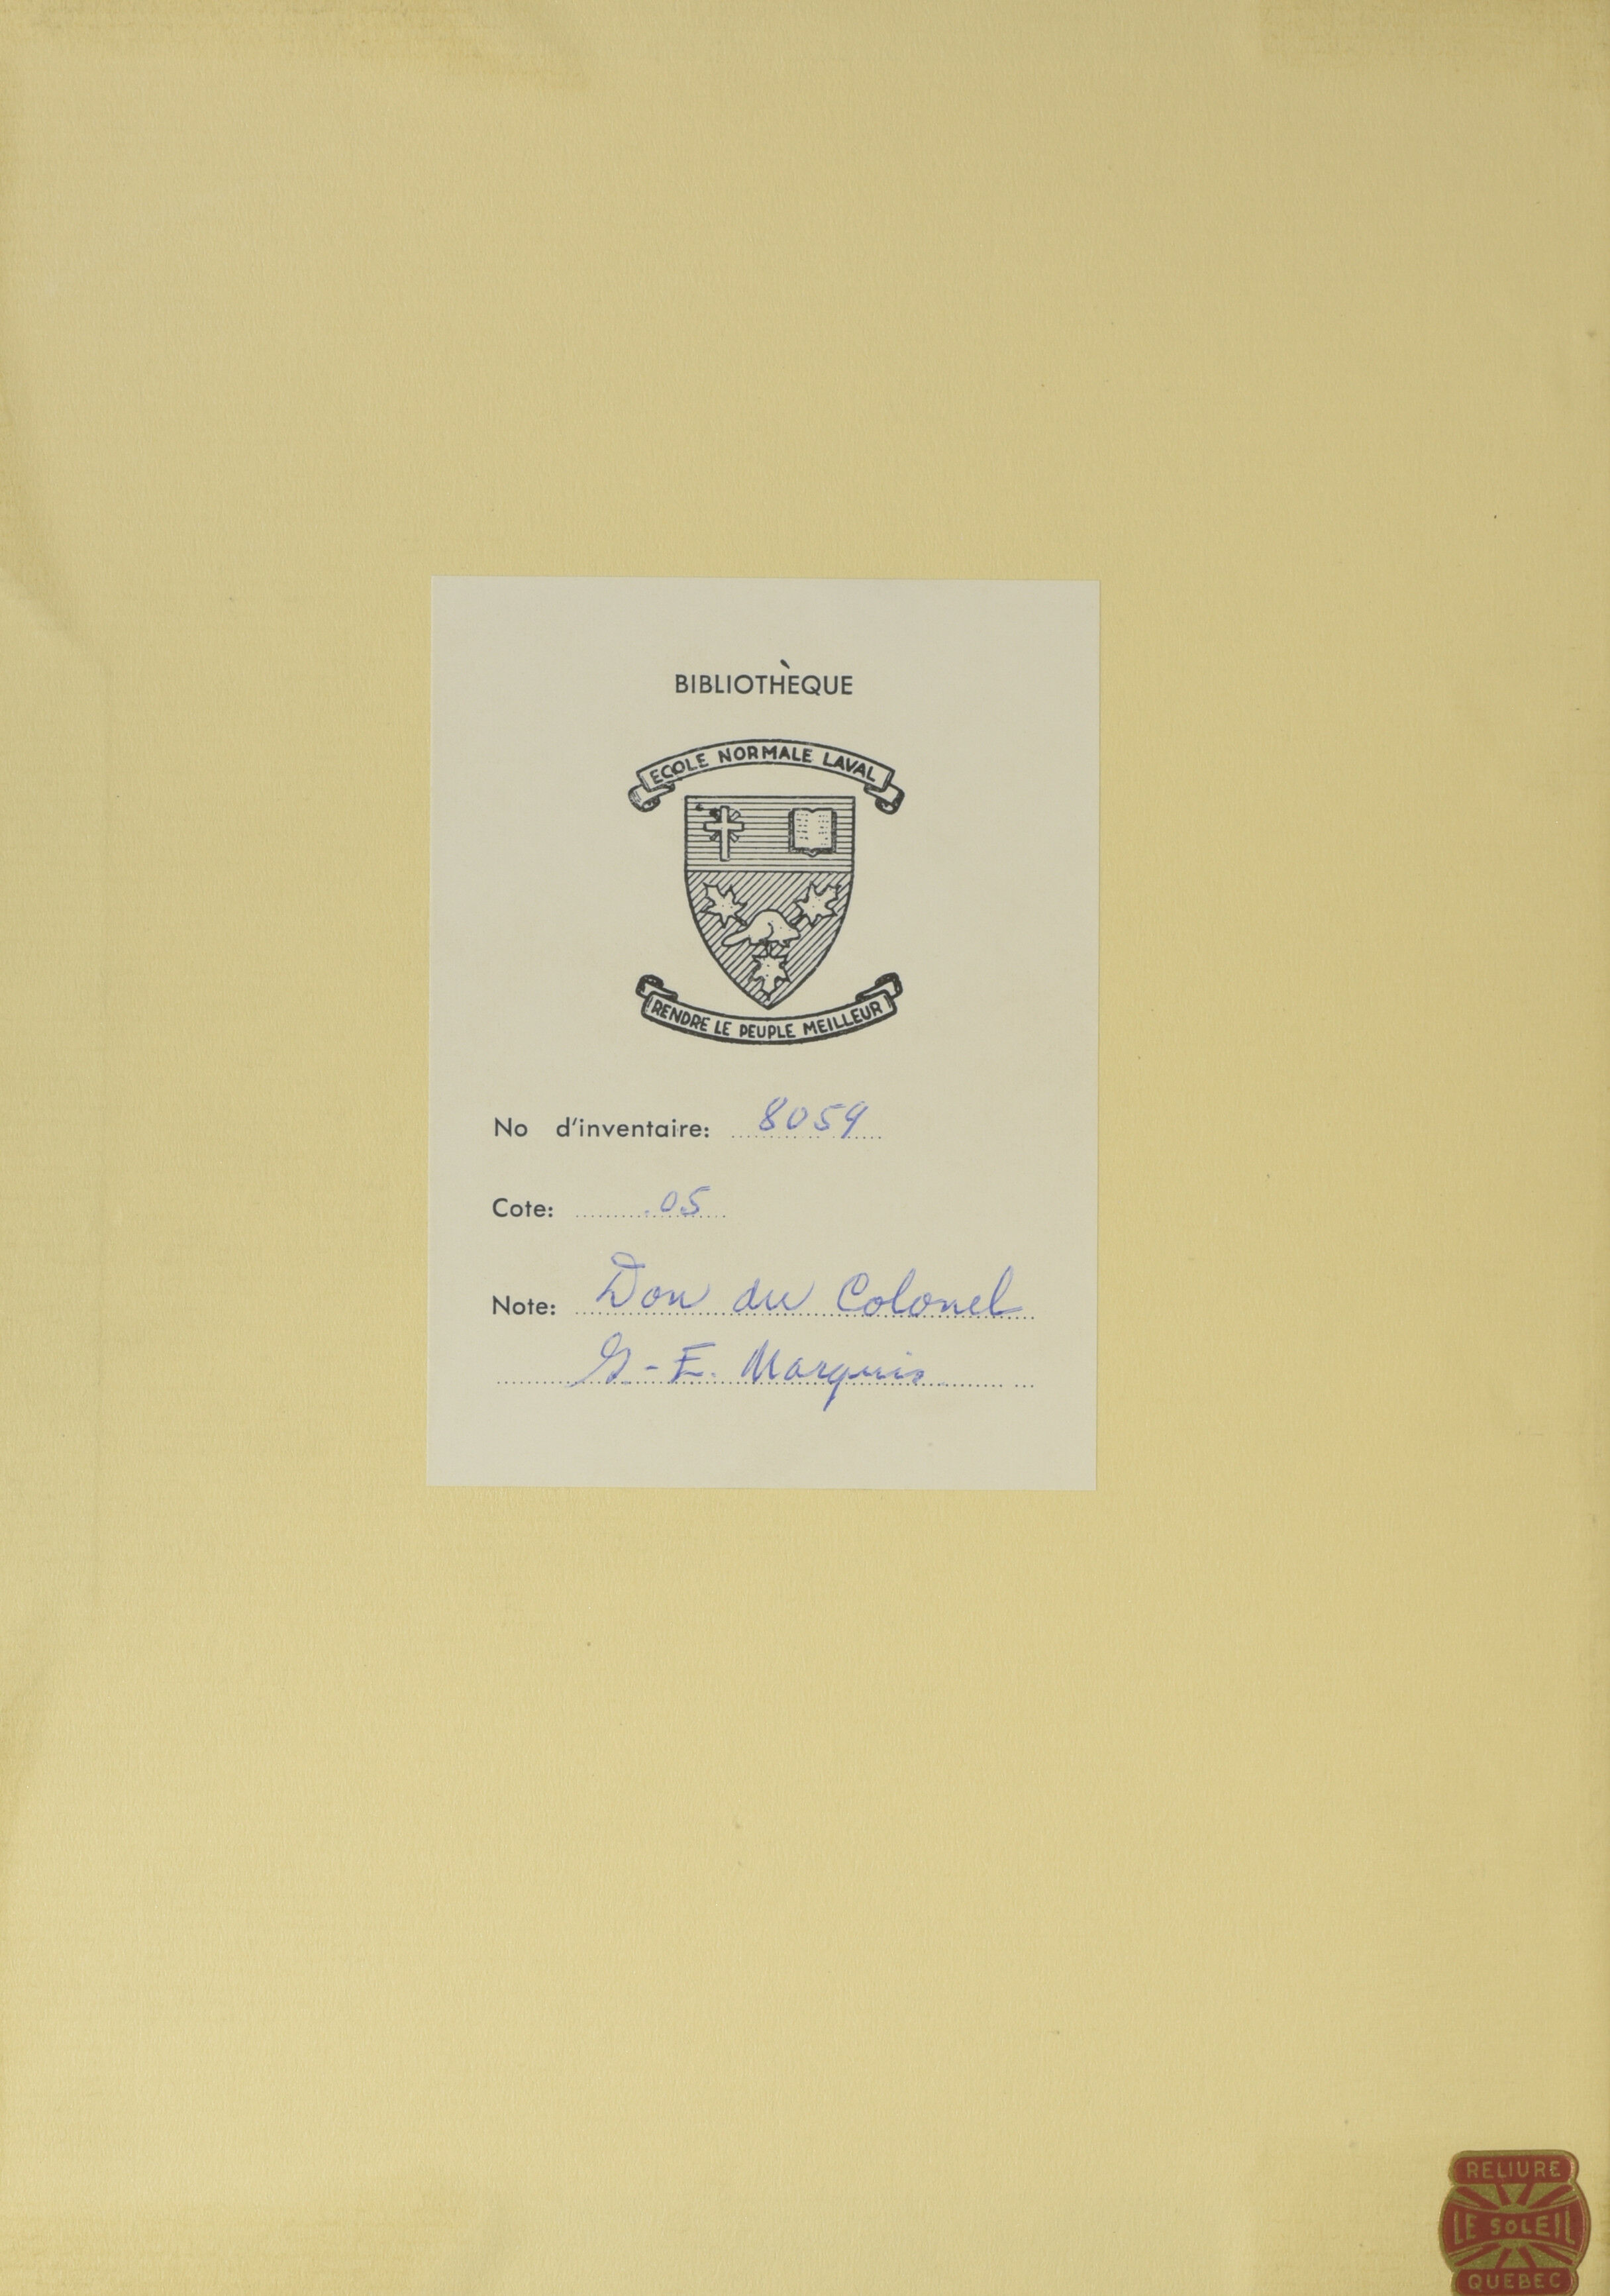 BIBLIOTHÈQUE
ECOLE NORMALE LAVAL
RENDRE LE PEUPLE MEILLEUR
No d'inventaire: 8059
Cote: .05
Note: Don du Colonel
G.-E. Marquis
RELIURE
LE SOLEIL
QUEBEC